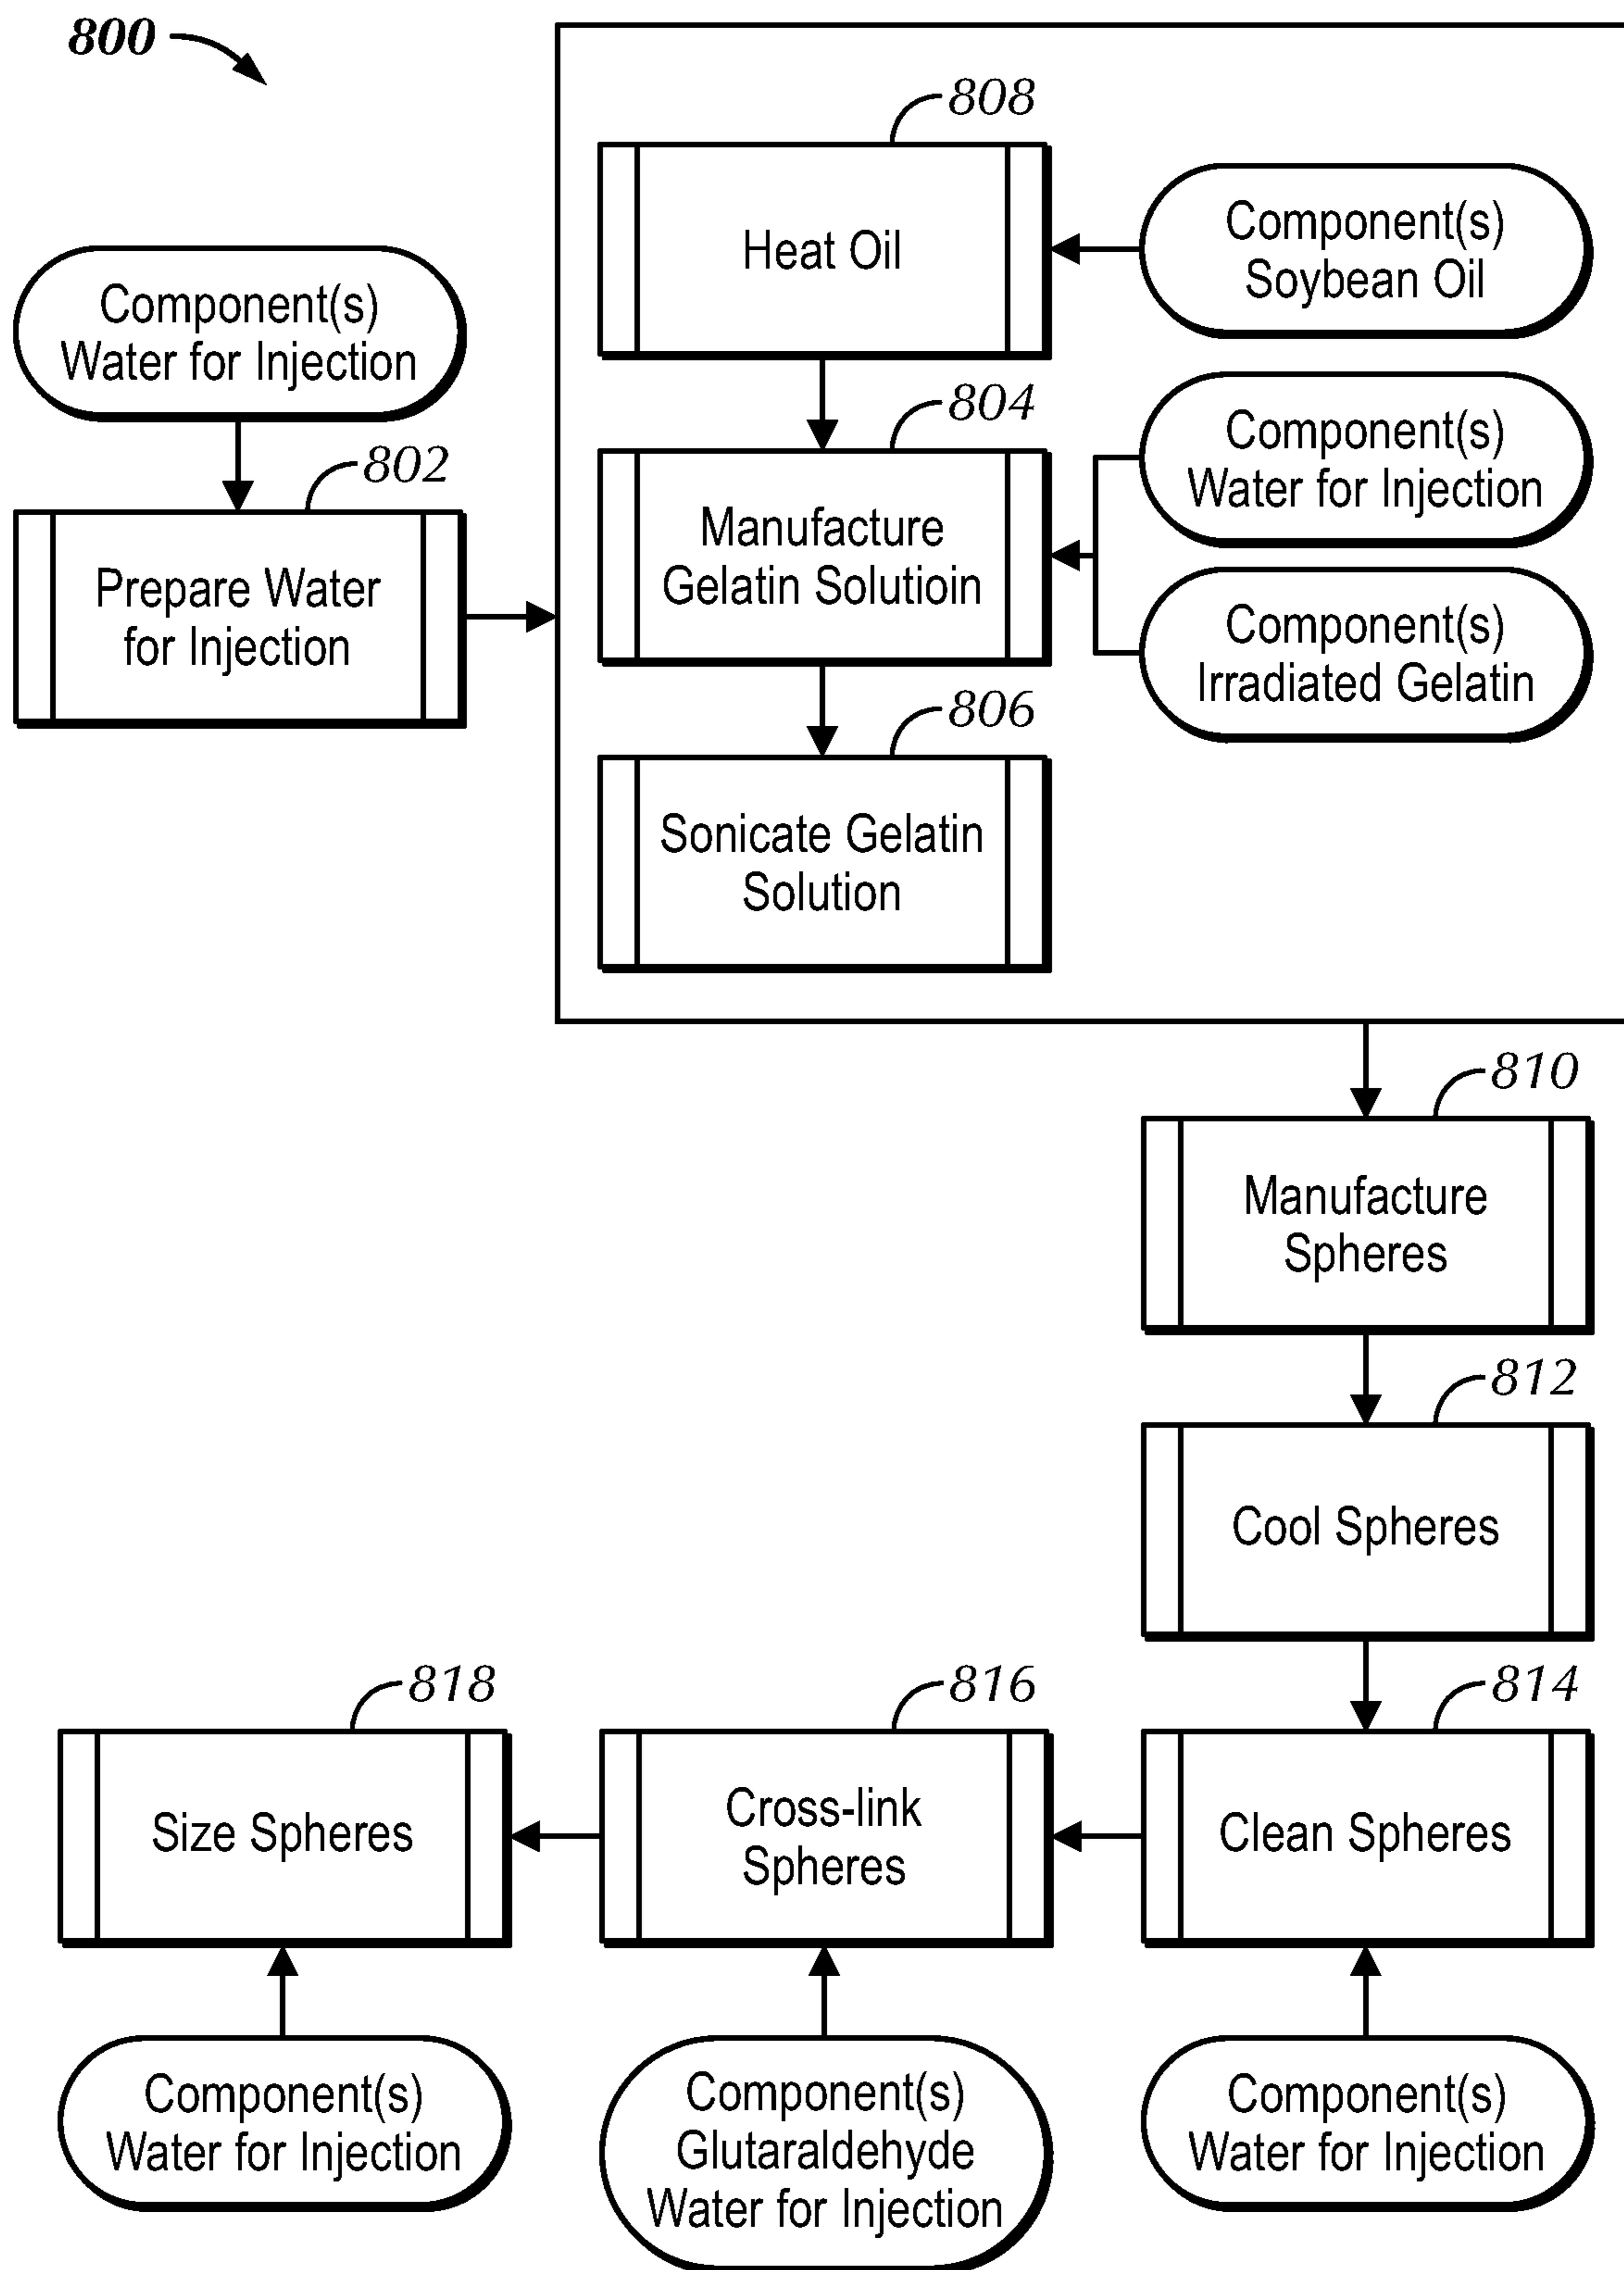 800
808
Heat Oil
Component(s)
Soybean Oil
Component(s)
Water for Injection
802
Prepare Water
for Injection
804
Manufacture
Gelatin Solutioin
Component(s)
Water for Injection
Component(s)
Irradiated Gelatin
806
Sonicate Gelatin
Solution
810
Manufacture
Spheres
812
Cool Spheres
814
Clean Spheres
Component(s)
Water for Injection
816
Cross-link
Spheres
Component(s)
Glutaraldehyde
Water for Injection
818
Size Spheres
Component(s)
Water for Injection